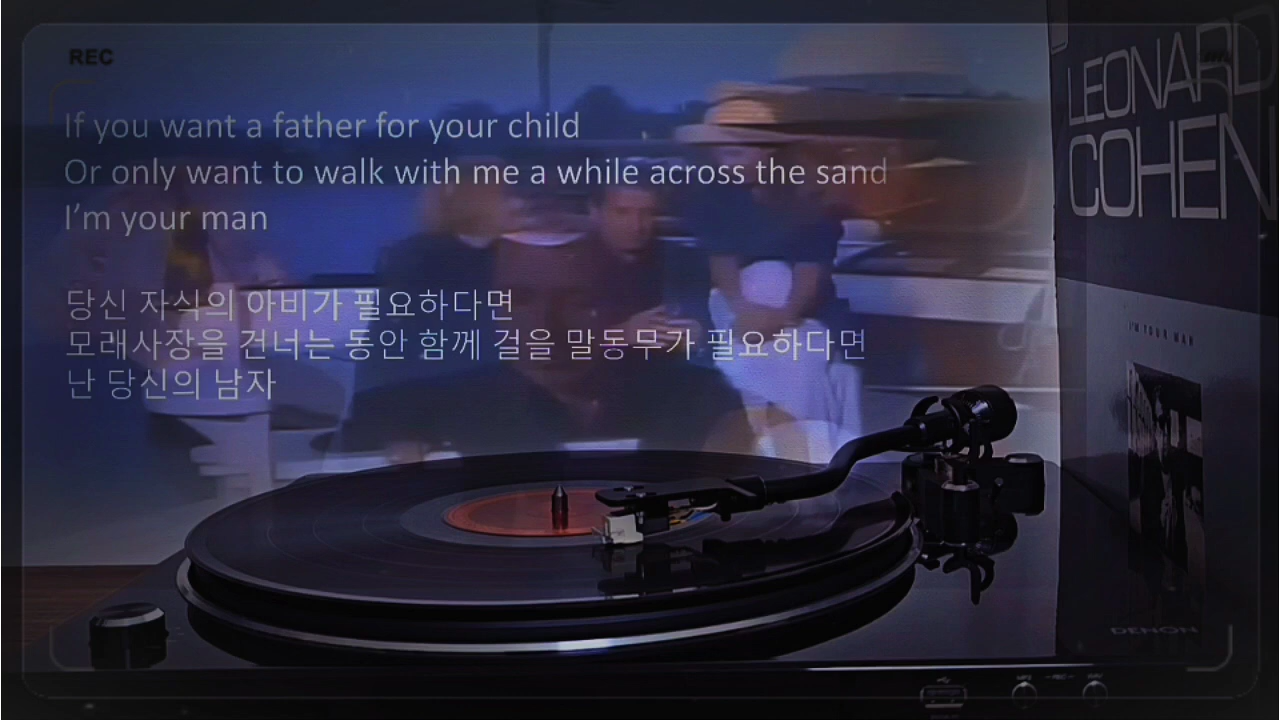 REC
If you want a father for your child
Or only want to walk with me a while across the sand
I'm your man
당신 자식의 아비가 필요하다면
모래사장을 건너는 동안 함께 걸을 말동무가 필요하다면
난 당신의 남자
LEONARD
COHEN
I'M YOUR MAN
DENON